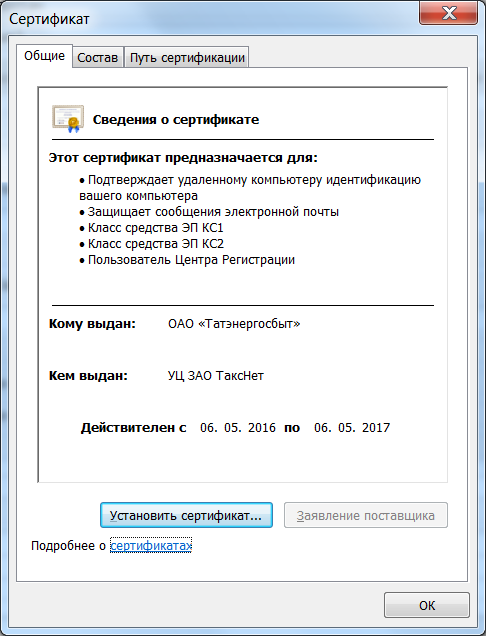 Сертификат
Общие Состав Путь сертификации
Сведения о сертификате
Этот сертификат предназначается для:
• Подтверждает удаленному компьютеру идентификацию
вашего компьютера
• Защищает сообщения электронной почты
• Класс средства ЭП КС1
• Класс средства ЭП КС2
• Пользователь Центра Регистрации
Кому выдан: ОАО «Татэнергосбыт»
Кем выдан: УЦ ЗАО ТаксНет
Действителен с 06. 05. 2016 по 06. 05. 2017
Установить сертификат... Заявление поставщика
Подробнее о сертификатах
ОК